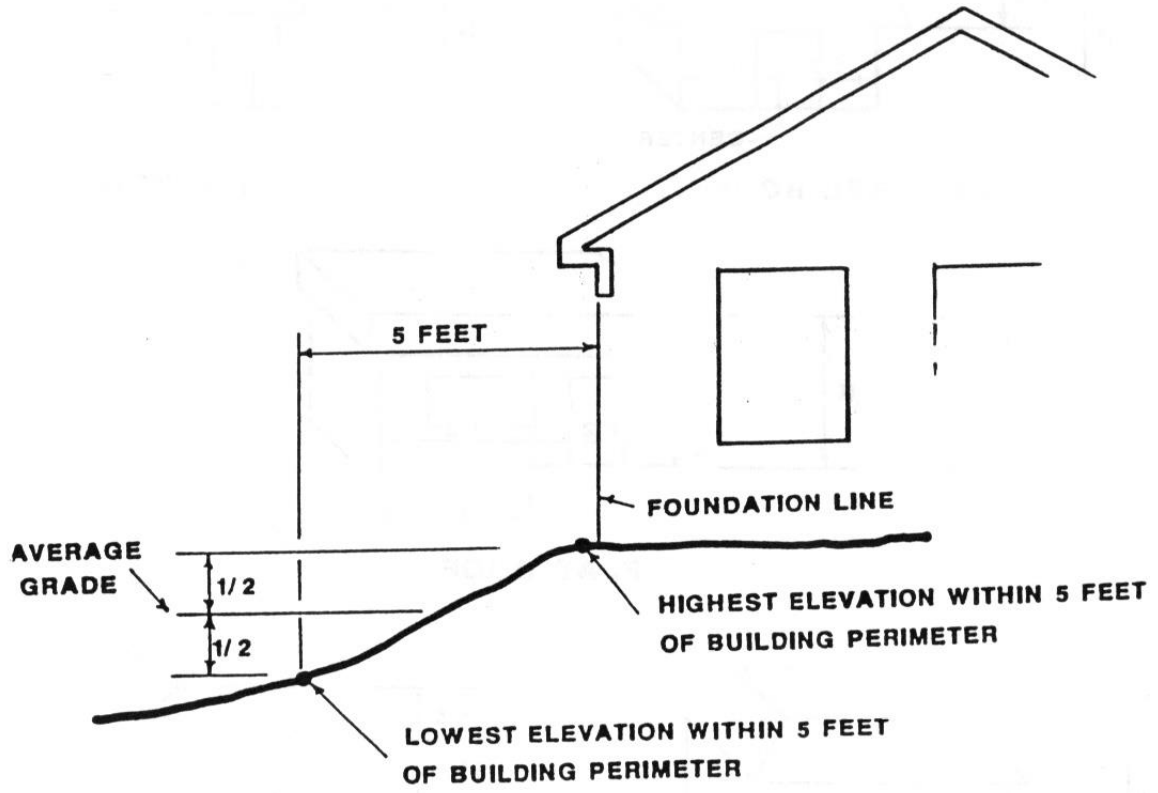 5 FEET
FOUNDATION LINE
AVERAGE
GRADE
1/2
1/2
HIGHEST ELEVATION WITHIN 5 FEET
OF BUILDING PERIMETER
LOWEST ELEVATION WITHIN 5 FEET
OF BUILDING PERIMETER